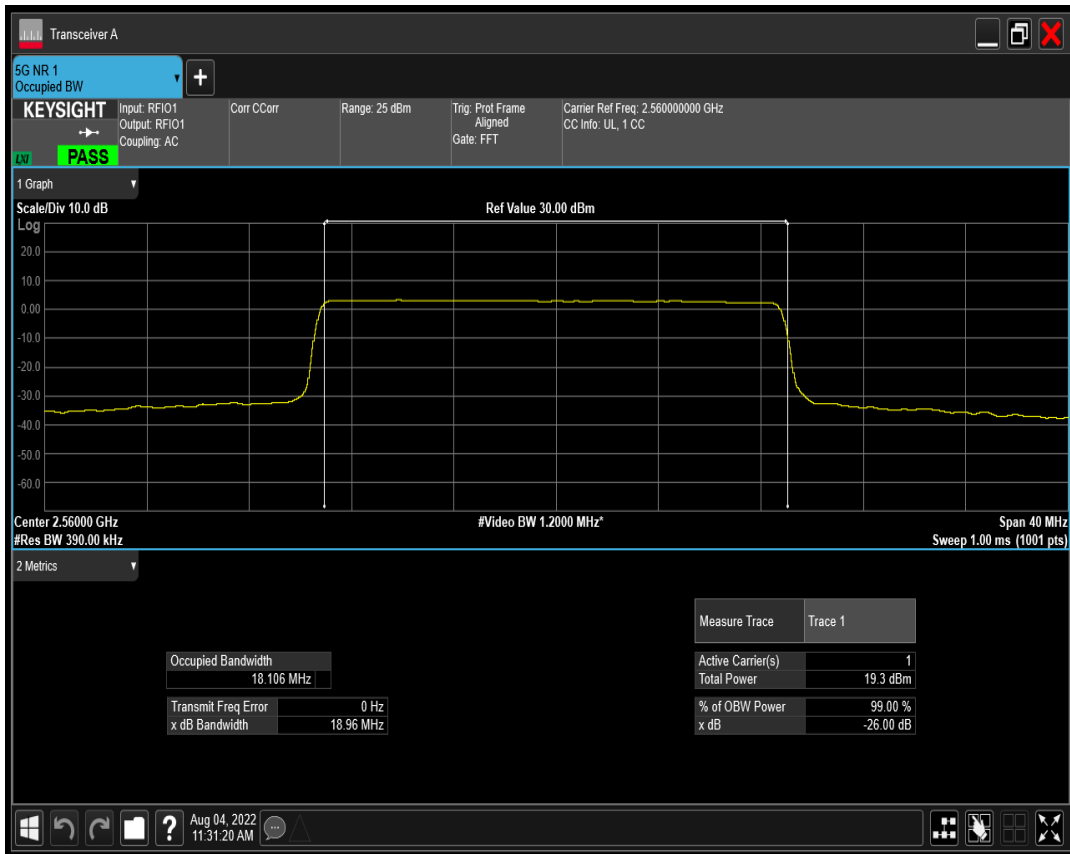 Transceiver A
5G NR 1
Occupied BW
+
KEYSIGHT
LXI
PASS
Input: RFIO1
Output: RFIO1
Coupling: AC
Corr CCorr
Range: 25 dBm
Trig: Prot Frame
Aligned
Gate: FFT
Carrier Ref Freq: 2.560000000 GHz
CC Info: UL, 1 CC
1 Graph
Scale/Div 10.0 dB
Ref Value 30.00 dBm
Log
20.0
10.0
0.00
-10.0
-20.0
-30.0
-40.0
-50.0
-60.0
Center 2.56000 GHz
#Video BW 1.2000 MHz*
Span 40 MHz
#Res BW 390.00 kHz
Sweep 1.00 ms (1001 pts)
2 Metrics
Measure Trace Trace 1
Occupied Bandwidth
18.106 MHz
Active Carrier(s) 1
Total Power 19.3 dBm
Transmit Freq Error 0 Hz
x dB Bandwidth 18.96 MHz
% of OBW Power 99.00 %
x dB -26.00 dB
?
Aug 04, 2022
11:31:20 AM